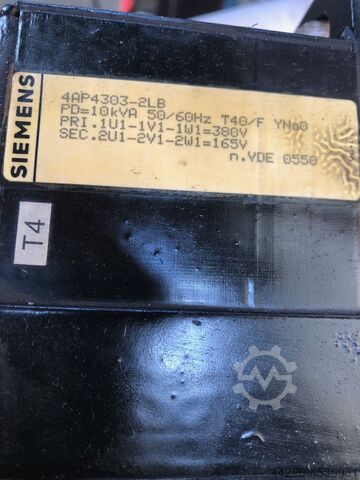 SIEMENS
4AP4303-2LB
PD=10kVA 50/60Hz T40/F YNa0
PRI.1U1-1V1-1W1=380V
SEC.2U1-2V1-2W1=165V
n.VDE 0550
T4